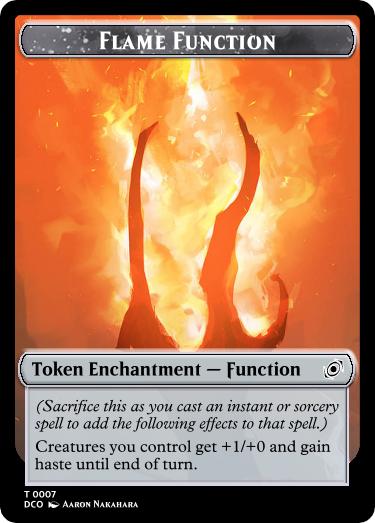 Flame Function
Token Enchantment — Function
(Sacrifice this as you cast an instant or sorcery
spell to add the following effects to that spell.)
Creatures you control get +1/+0 and gain
haste until end of turn.
T 0007
DCO Aaron Nakahara